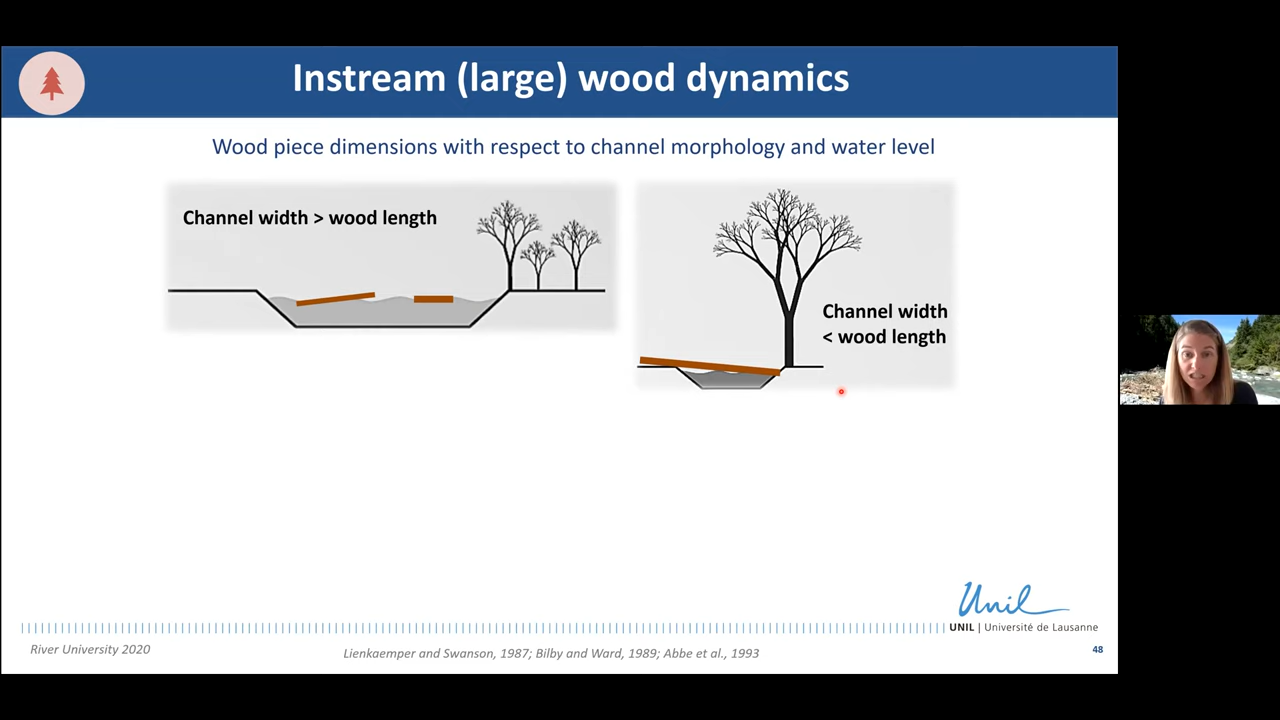 Instream (large) wood dynamics
Wood piece dimensions with respect to channel morphology and water level
Channel width > wood length
Channel width
< wood length
Unil
UNIL | Université de Lausanne
River University 2020
Lienkaemper and Swanson, 1987; Bilby and Ward, 1989; Abbe et al., 1993
48